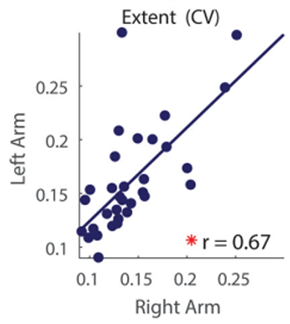 Extent (CV)
0.25
0.2
0.15
0.1
Left Arm
* r = 0.67
0.1 0.15 0.2 0.25
Right Arm